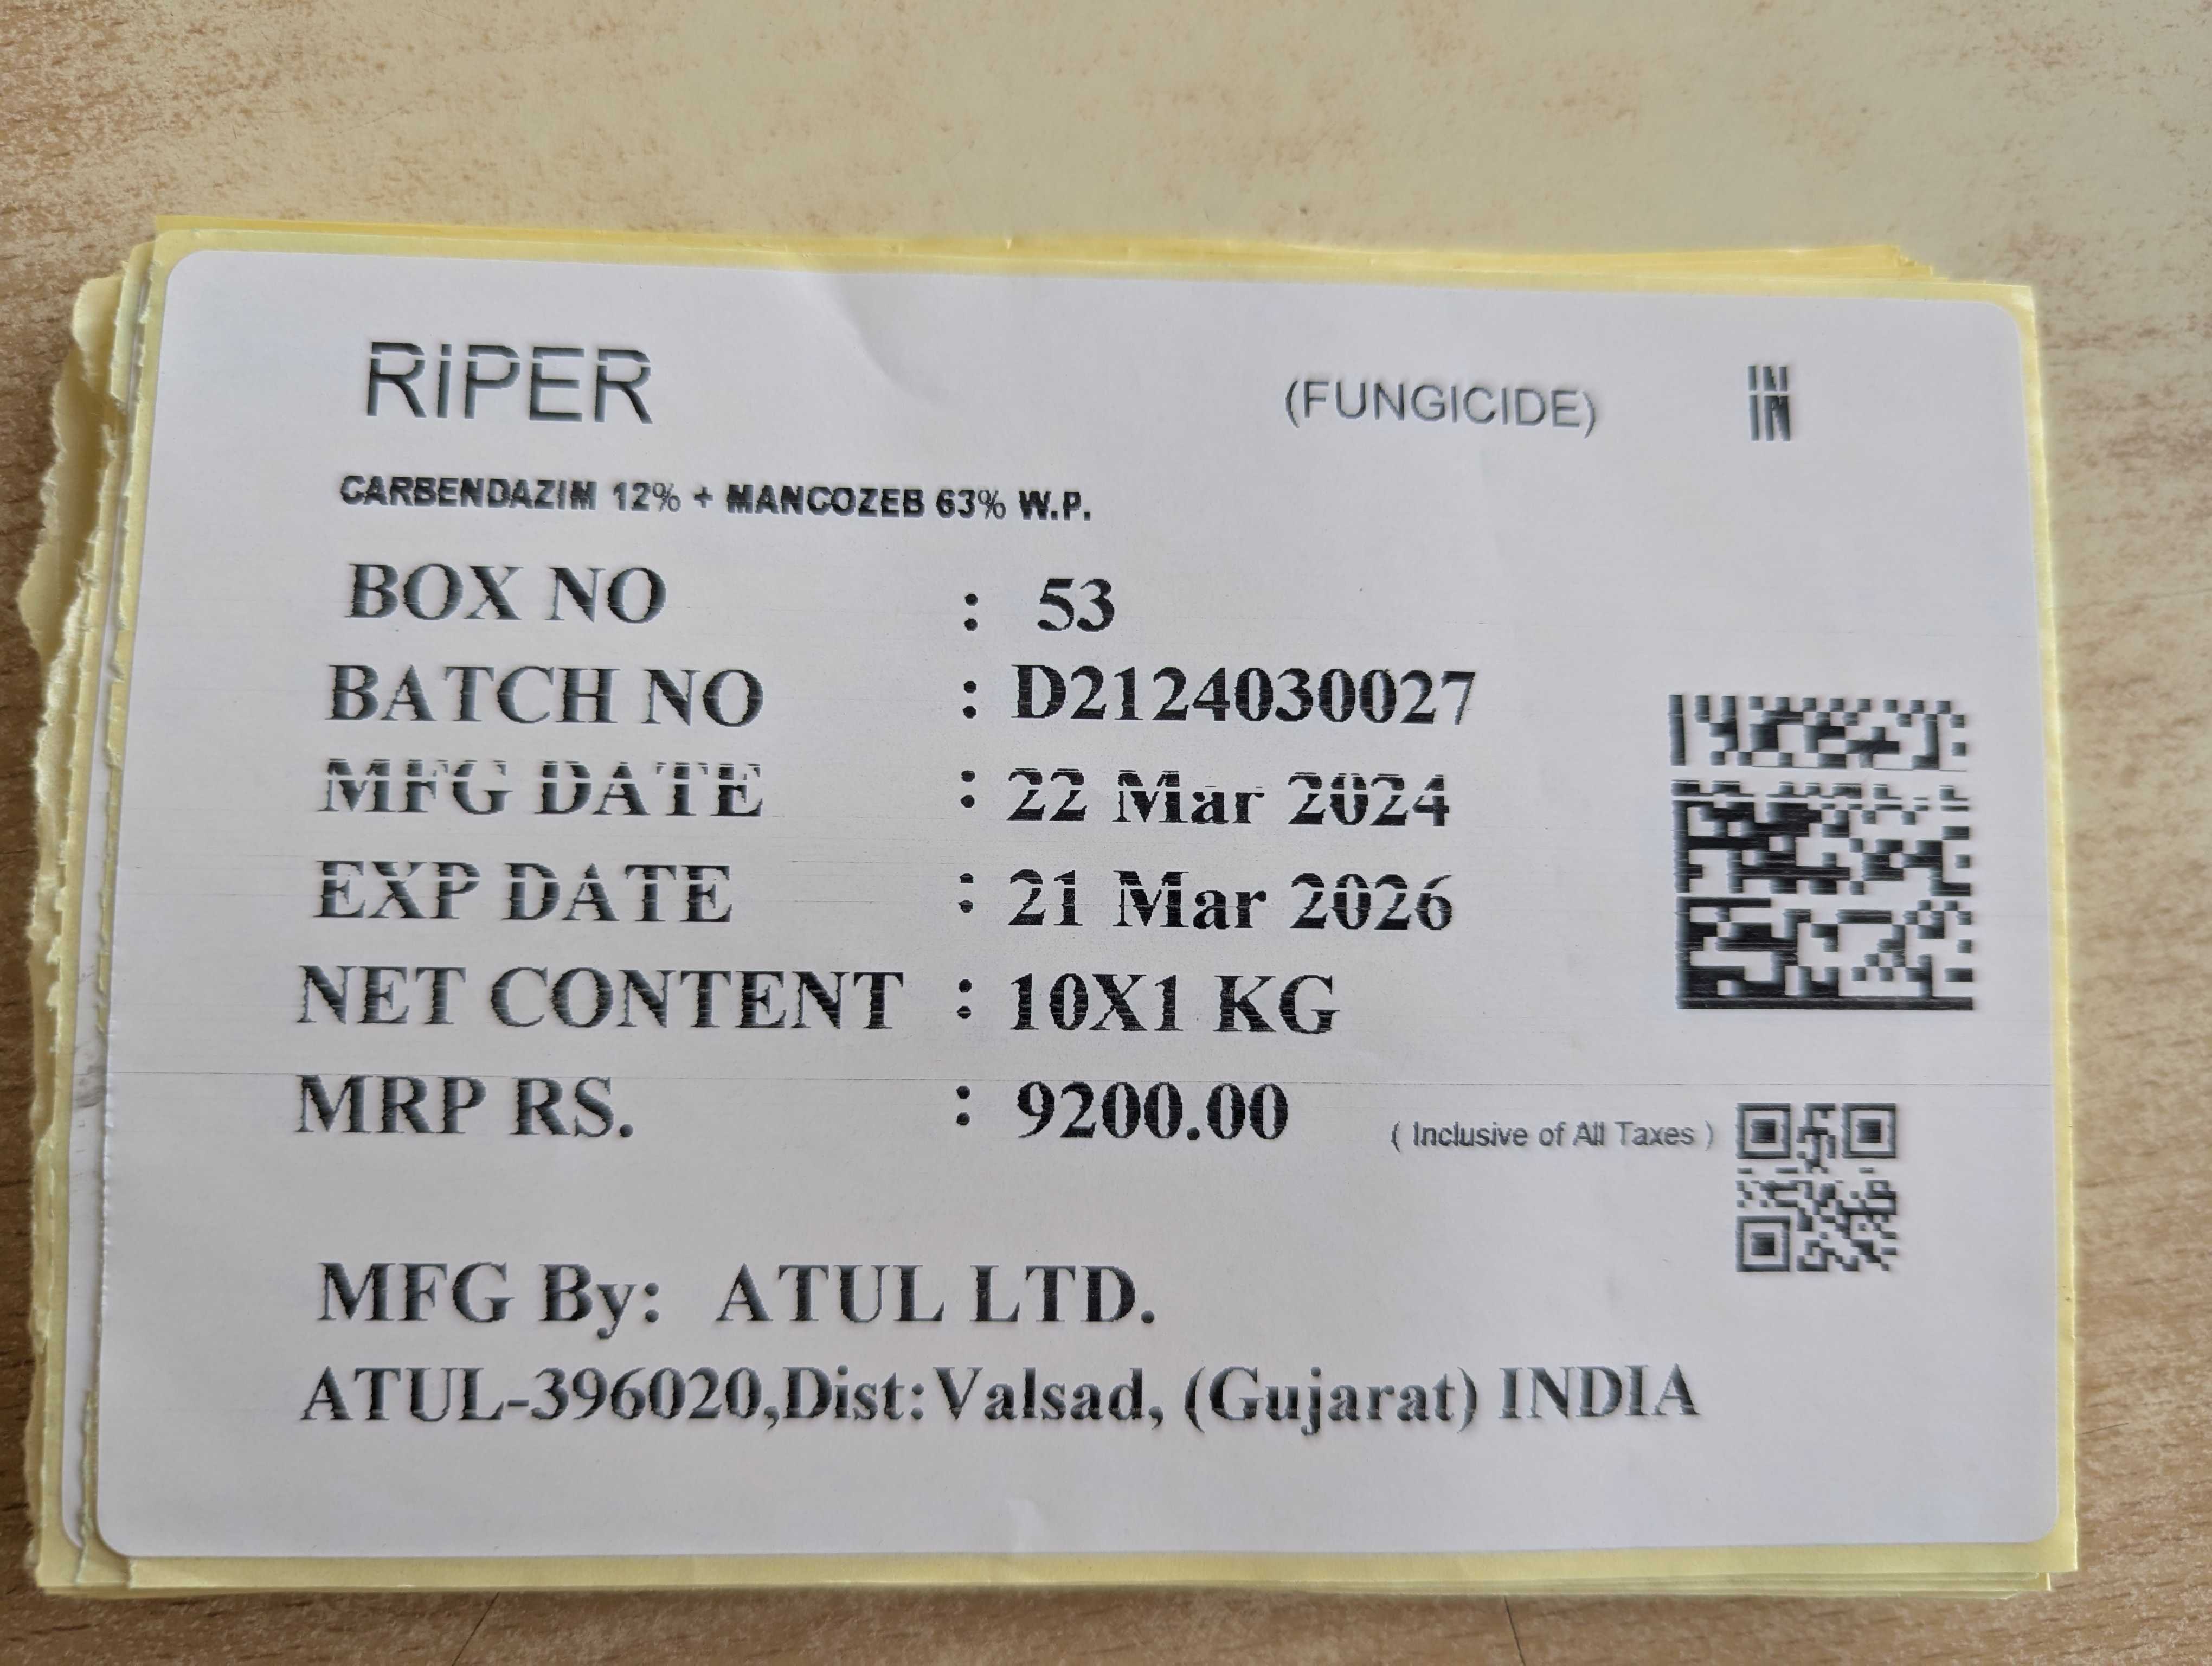 RiPER (FUNGICIDE) IN
CARBENDAZIM 12% + MANCOZEB 63% W.P.
BOX NO : 53
BATCH NO : D2124030027
MFG DATE : 22 Mar 2024
EXP DATE : 21 Mar 2026
NET CONTENT : 10X1 KG
MRP RS. : 9200.00 ( Inclusive of All Taxes )
MFG By: ATUL LTD.
ATUL-396020,Dist:Valsad, (Gujarat) INDIA